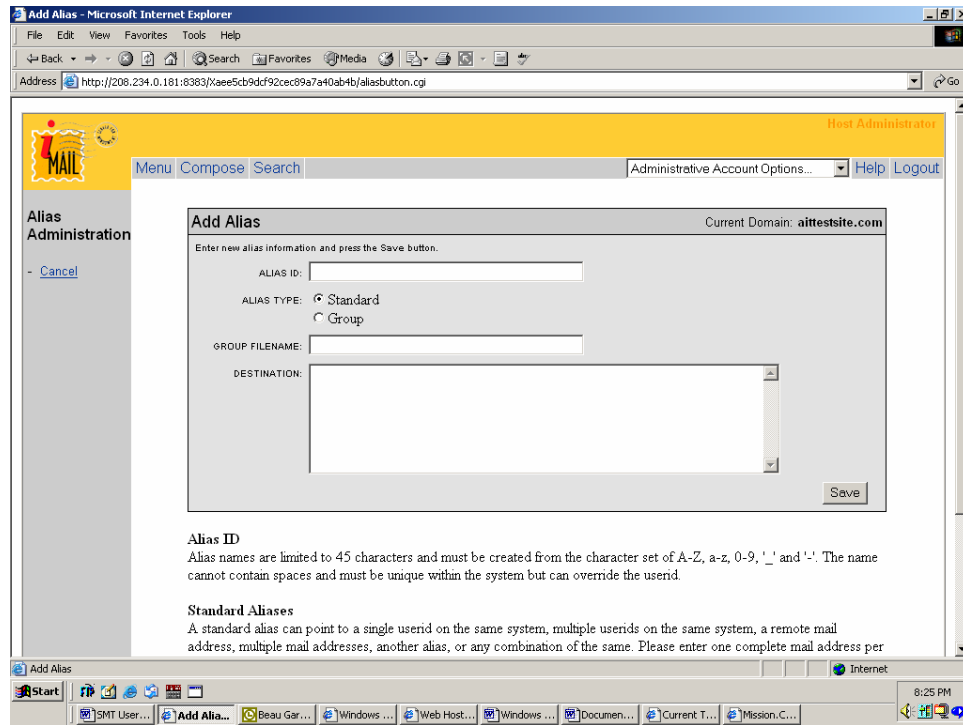 Add Alias - Microsoft Internet Explorer
File Edit View Favorites Tools Help
Back Search Favorites Media
Address http://208.234.0.181:8383/Xaee5cb9dcf92cec89a7a40ab4b/aliasbutton.cgi Go
Host Administrator
iMAIL
Menu Compose Search Administrative Account Options... Help Logout
Alias
Administration
- Cancel
Add Alias Current Domain: aittestsite.com
Enter new alias information and press the Save button.
ALIAS ID:
ALIAS TYPE: Standard
Group
GROUP FILENAME:
DESTINATION:
Save
Alias ID
Alias names are limited to 45 characters and must be created from the character set of A-Z, a-z, 0-9, '_' and '-'. The name
cannot contain spaces and must be unique within the system but can override the userid.
Standard Aliases
A standard alias can point to a single userid on the same system, multiple userids on the same system, a remote mail
address, multiple mail addresses, another alias, or any combination of the same. Please enter one complete mail address per
Add Alias Internet
Start 8:25 PM
SMT User... Add Alia... Beau Gar... Windows ... Web Host... Windows ... Documen... Current T... Mission.C...